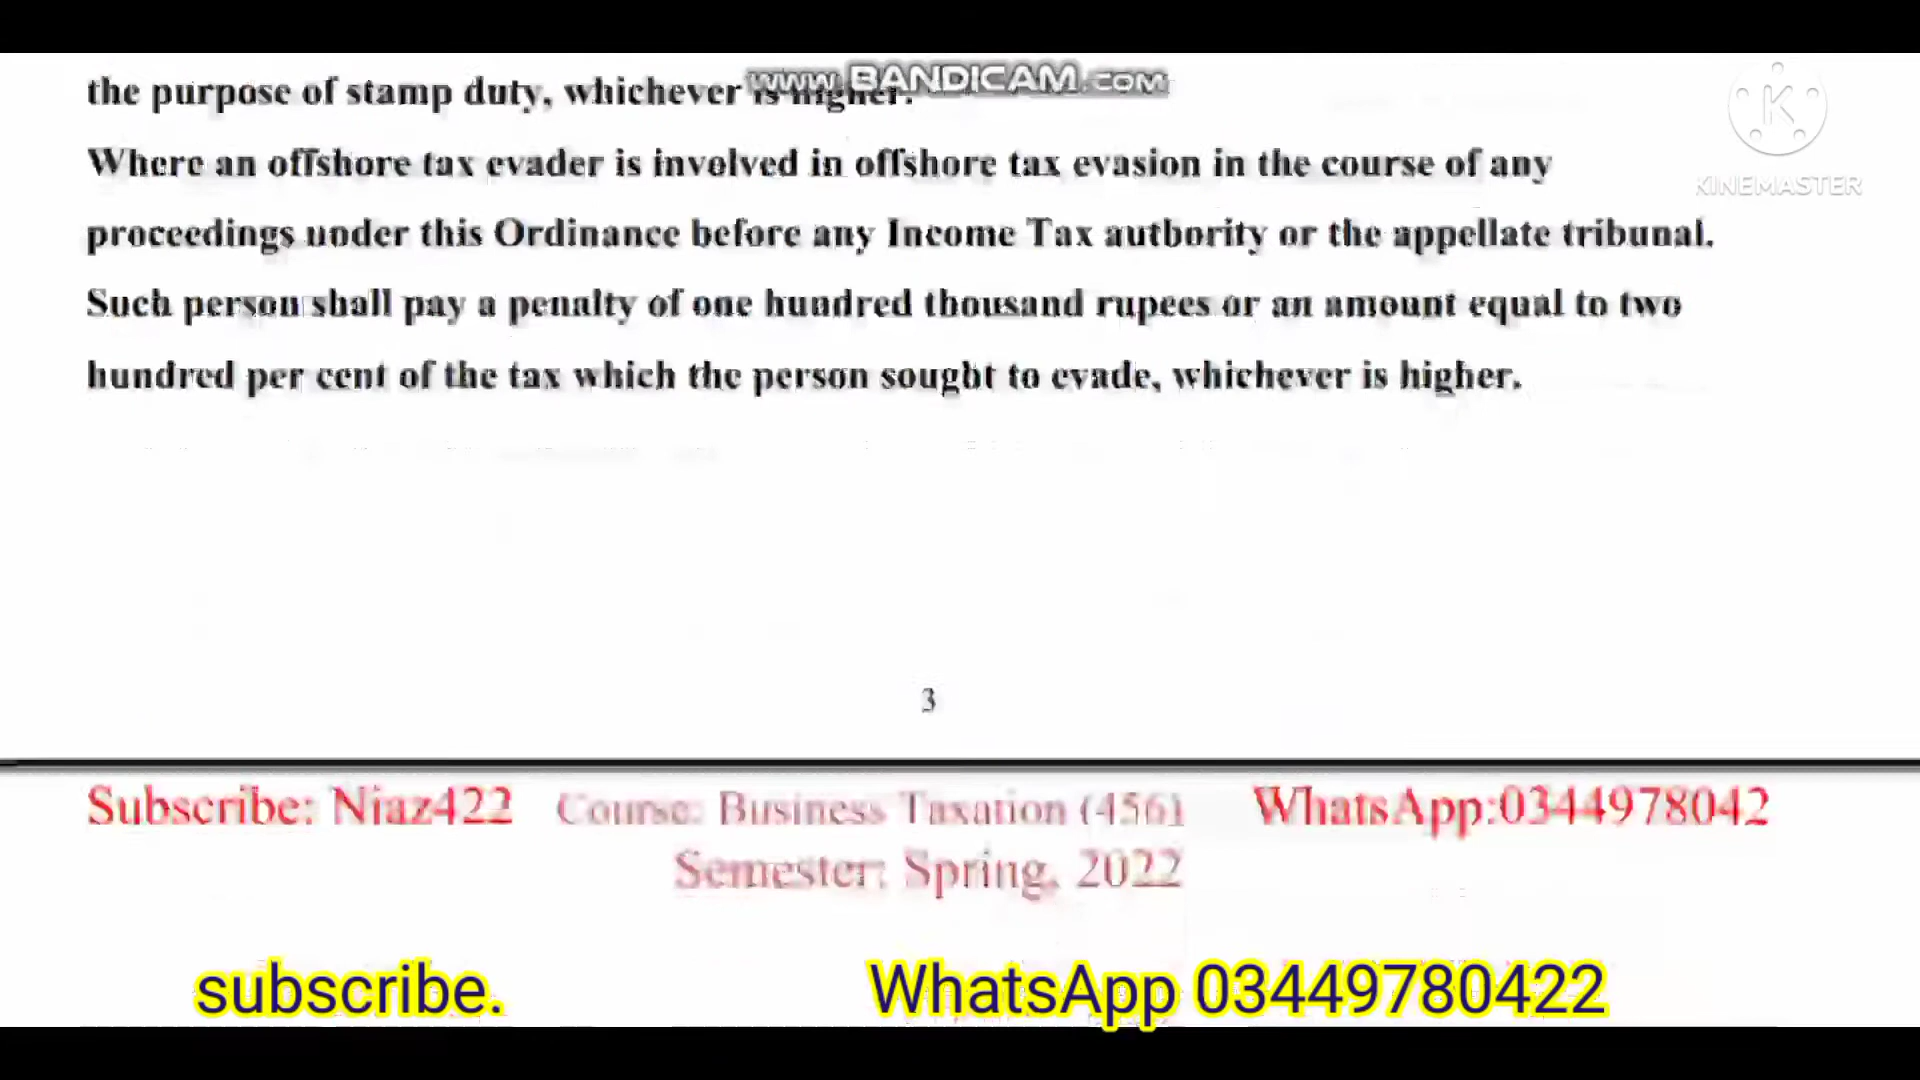 the purpose of stamp duty, whichever is higher.
www.BANDICAM.com
K
KINEMASTER
Where an offshore tax evader is involved in offshore tax evasion in the course of any
proceedings under this Ordinance before any Income Tax authority or the appellate tribunal.
Such person shall pay a penalty of one hundred thousand rupees or an amount equal to two
hundred per cent of the tax which the person sought to evade, whichever is higher.
3
Subscribe: Niaz422 Course: Business Taxation (456) WhatsApp:0344978042
Semester: Spring, 2022
subscribe. WhatsApp 03449780422